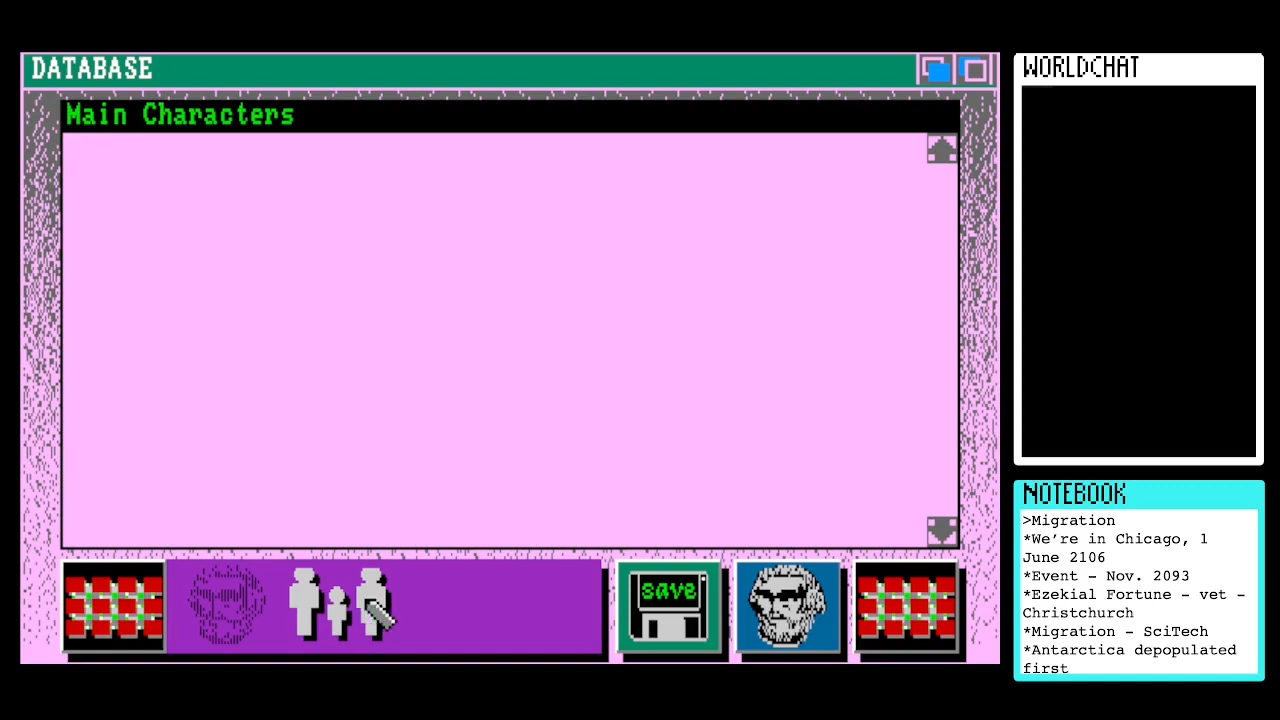 DATABASE
Main Characters
save
WORLDCHAT
NOTEBOOK
>Migration
*We're in Chicago, 1
June 2106
*Event - Nov. 2093
*Ezekial Fortune - vet -
Christchurch
*Migration - SciTech
*Antarctica depopulated
first